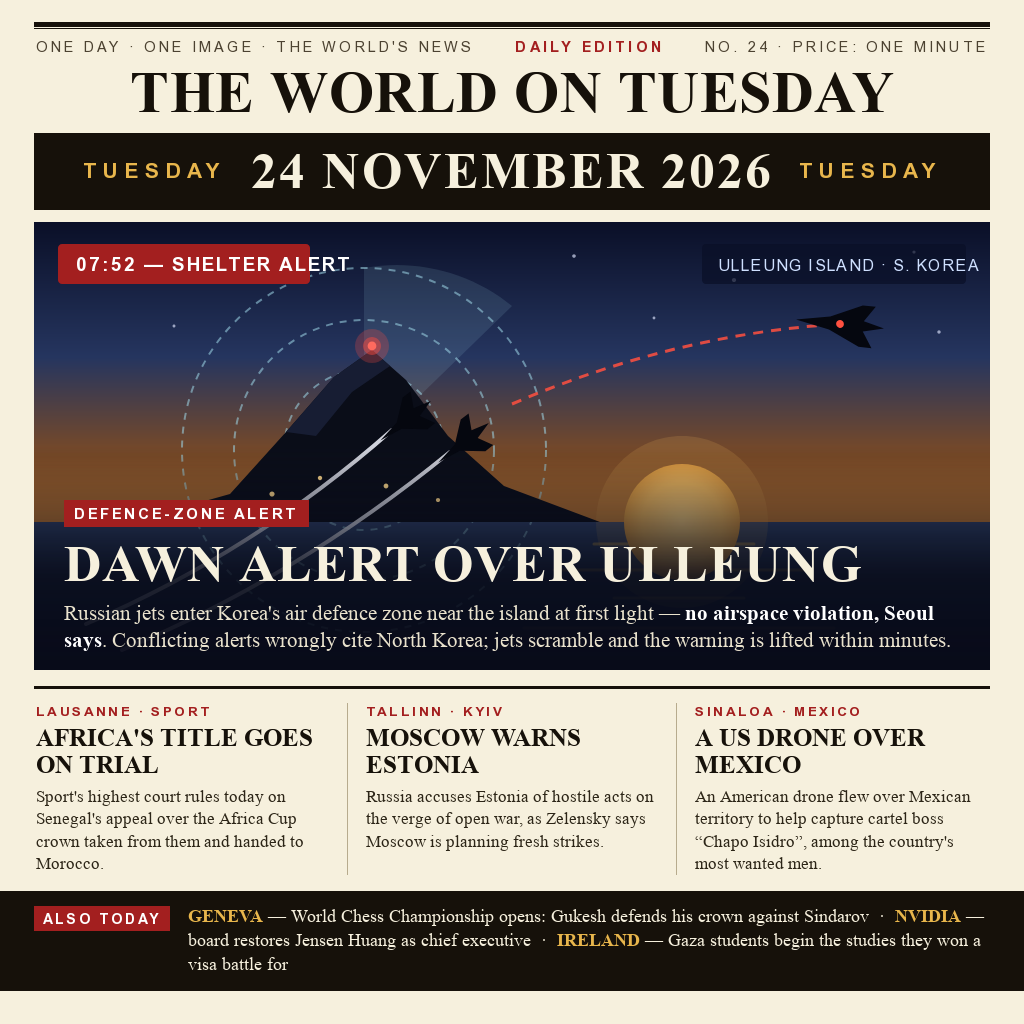 ONE DAY · ONE IMAGE · THE WORLD'S NEWS
DAILY EDITION
NO. 24 · PRICE: ONE MINUTE
THE WORLD ON TUESDAY
TUESDAY
24 NOVEMBER 2026
TUESDAY
07:52 — SHELTER ALERT
ULLEUNG ISLAND · S. KOREA
DEFENCE-ZONE ALERT
DAWN ALERT OVER ULLEUNG
Russian jets enter Korea's air defence zone near the island at first light — no airspace violation, Seoul
says. Conflicting alerts wrongly cite North Korea; jets scramble and the warning is lifted within minutes.
LAUSANNE · SPORT
AFRICA'S TITLE GOES
ON TRIAL
Sport's highest court rules today on
Senegal's appeal over the Africa Cup
crown taken from them and handed to
Morocco.
TALLINN · KYIV
MOSCOW WARNS
ESTONIA
Russia accuses Estonia of hostile acts on
the verge of open war, as Zelensky says
Moscow is planning fresh strikes.
SINALOA · MEXICO
A US DRONE OVER
MEXICO
An American drone flew over Mexican
territory to help capture cartel boss
“Chapo Isidro”, among the country's
most wanted men.
ALSO TODAY
GENEVA — World Chess Championship opens: Gukesh defends his crown against Sindarov · NVIDIA —
board restores Jensen Huang as chief executive · IRELAND — Gaza students begin the studies they won a
visa battle for